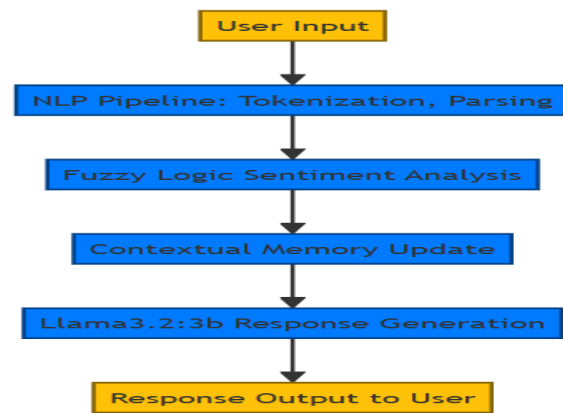 User Input
NLP Pipeline: Tokenization, Parsing
Fuzzy Logic Sentiment Analysis
Contextual Memory Update
Llama3.2:3b Response Generation
Response Output to User